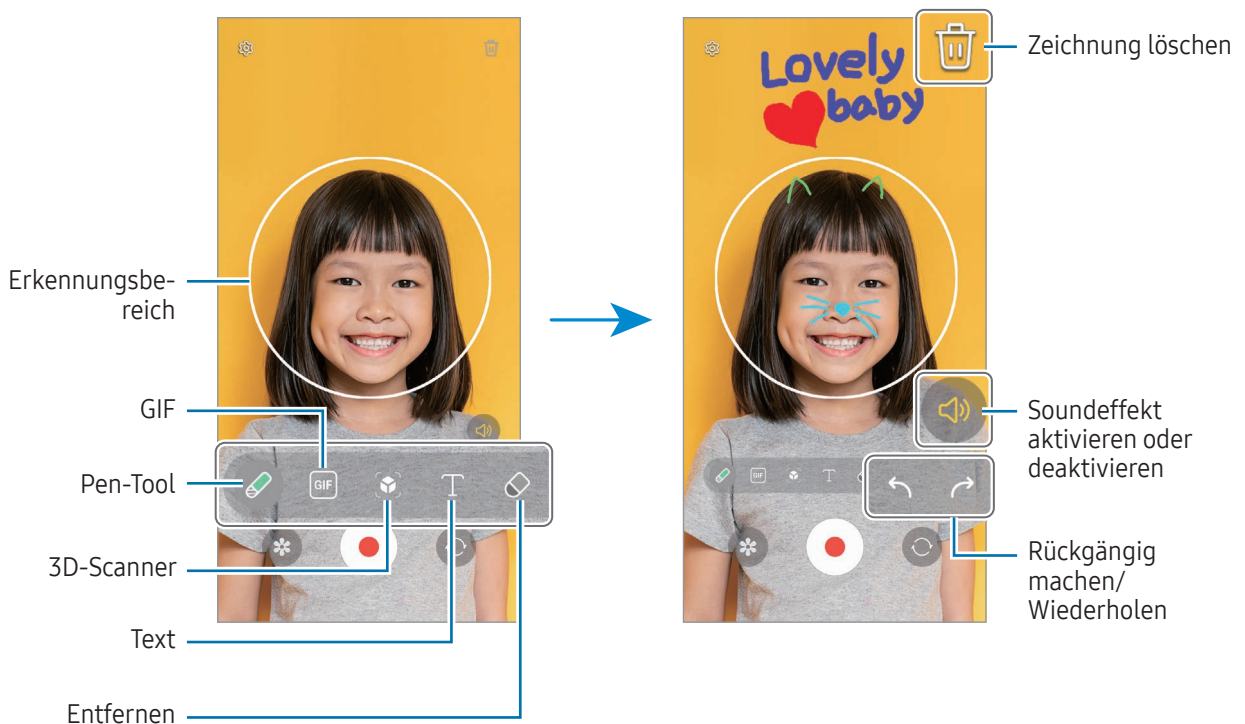 Zeichnung löschen
Lovely
baby
Erkennungsbe-
reich
GIF
GIF
GIF
Soundeffekt
aktivieren oder
deaktivieren
Pen-Tool
T
T
3D-Scanner
Rückgängig
machen/
Wiederholen
Text
Entfernen